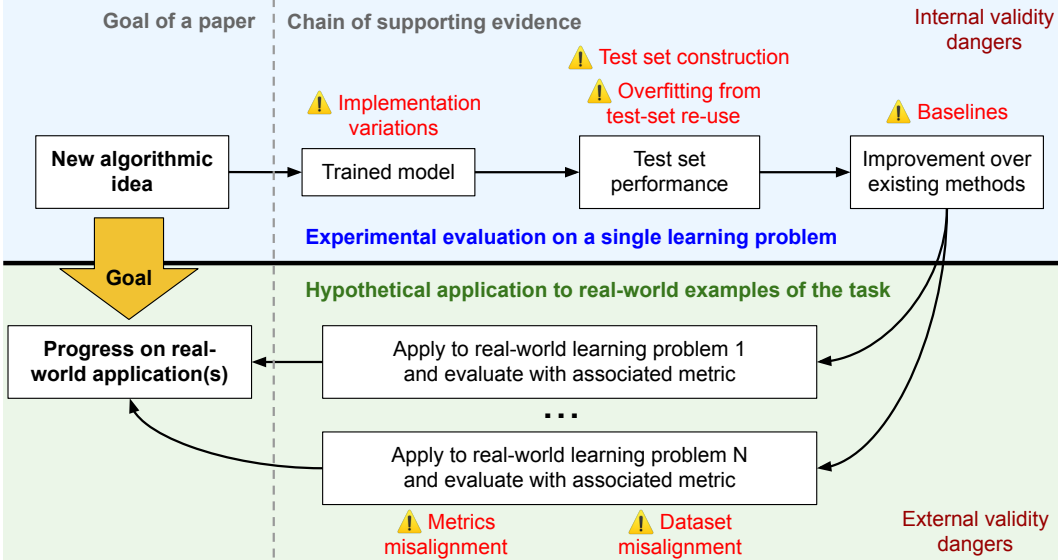 Goal of a paper
Chain of supporting evidence
Internal validity
dangers
⚠ Test set construction
⚠ Implementation
variations
⚠ Overfitting from
test-set re-use
⚠ Baselines
New algorithmic
idea
Trained model
Test set
performance
Improvement over
existing methods
Experimental evaluation on a single learning problem
Goal
Hypothetical application to real-world examples of the task
Progress on real-
world application(s)
Apply to real-world learning problem 1
and evaluate with associated metric
...
Apply to real-world learning problem N
and evaluate with associated metric
⚠ Metrics
misalignment
⚠ Dataset
misalignment
External validity
dangers